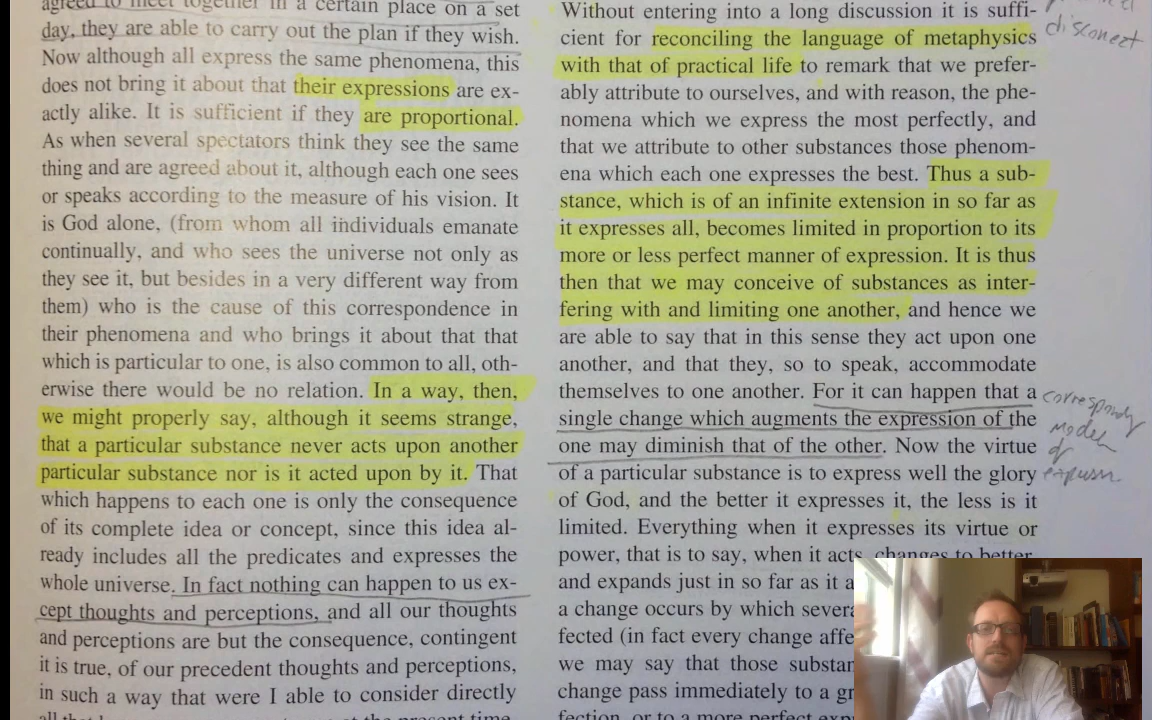 agreed to meet together in a certain place on a set
day, they are able to carry out the plan if they wish.
Now although all express the same phenomena, this
does not bring it about that their expressions are ex-
actly alike. It is sufficient if they are proportional.
As when several spectators think they see the same
thing and are agreed about it, although each one sees
or speaks according to the measure of his vision. It
is God alone, (from whom all individuals emanate
continually, and who sees the universe not only as
they see it, but besides in a very different way from
them) who is the cause of this correspondence in
their phenomena and who brings it about that that
which is particular to one, is also common to all, oth-
erwise there would be no relation. In a way, then,
we might properly say, although it seems strange,
that a particular substance never acts upon another
particular substance nor is it acted upon by it. That
which happens to each one is only the consequence
of its complete idea or concept, since this idea al-
ready includes all the predicates and expresses the
whole universe. In fact nothing can happen to us ex-
cept thoughts and perceptions, and all our thoughts
and perceptions are but the consequence, contingent
it is true, of our precedent thoughts and perceptions,
in such a way that were I able to consider directly
Without entering into a long discussion it is suffi-
cient for reconciling the language of metaphysics
with that of practical life to remark that we prefer-
ably attribute to ourselves, and with reason, the phe-
nomena which we express the most perfectly, and
that we attribute to other substances those phenom-
ena which each one expresses the best. Thus a sub-
stance, which is of an infinite extension in so far as
it expresses all, becomes limited in proportion to its
more or less perfect manner of expression. It is thus
then that we may conceive of substances as inter-
fering with and limiting one another, and hence we
are able to say that in this sense they act upon one
another, and that they, so to speak, accommodate
themselves to one another. For it can happen that a
single change which augments the expression of the
one may diminish that of the other. Now the virtue
of a particular substance is to express well the glory
of God, and the better it expresses it, the less is it
limited. Everything when it expresses its virtue or
power, that is to say, when it acts, changes to better
and expands just in so far as it a
a change occurs by which severa
fected (in fact every change affe
we may say that those substan
change pass immediately to a gr
disconect
model
of